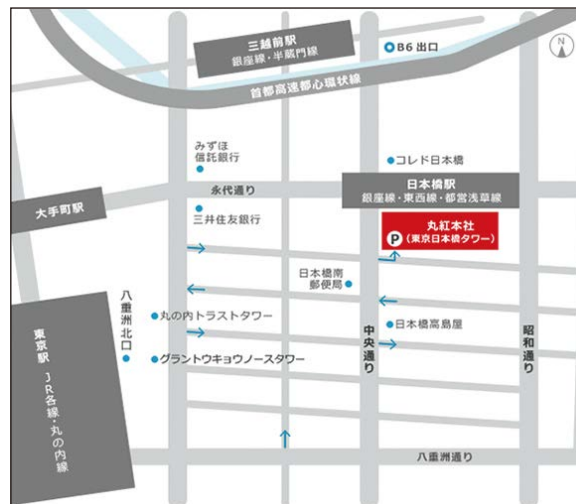 三越前駅
銀座線・半蔵門線
B6 出口
N
首都高速都心環状線
みずほ
信託銀行
コレド日本橋
永代通り
日本橋駅
銀座線・東西線・都営浅草線
大手町駅
三井住友銀行
丸紅本社
P
(東京日本橋タワー)
日本橋南
郵便局
八重洲北口
丸の内トラストタワー
日本橋高島屋
中央通り
昭和通り
東京駅
JR各線・丸の内線
グラントウキョウノースタワー
八重洲通り